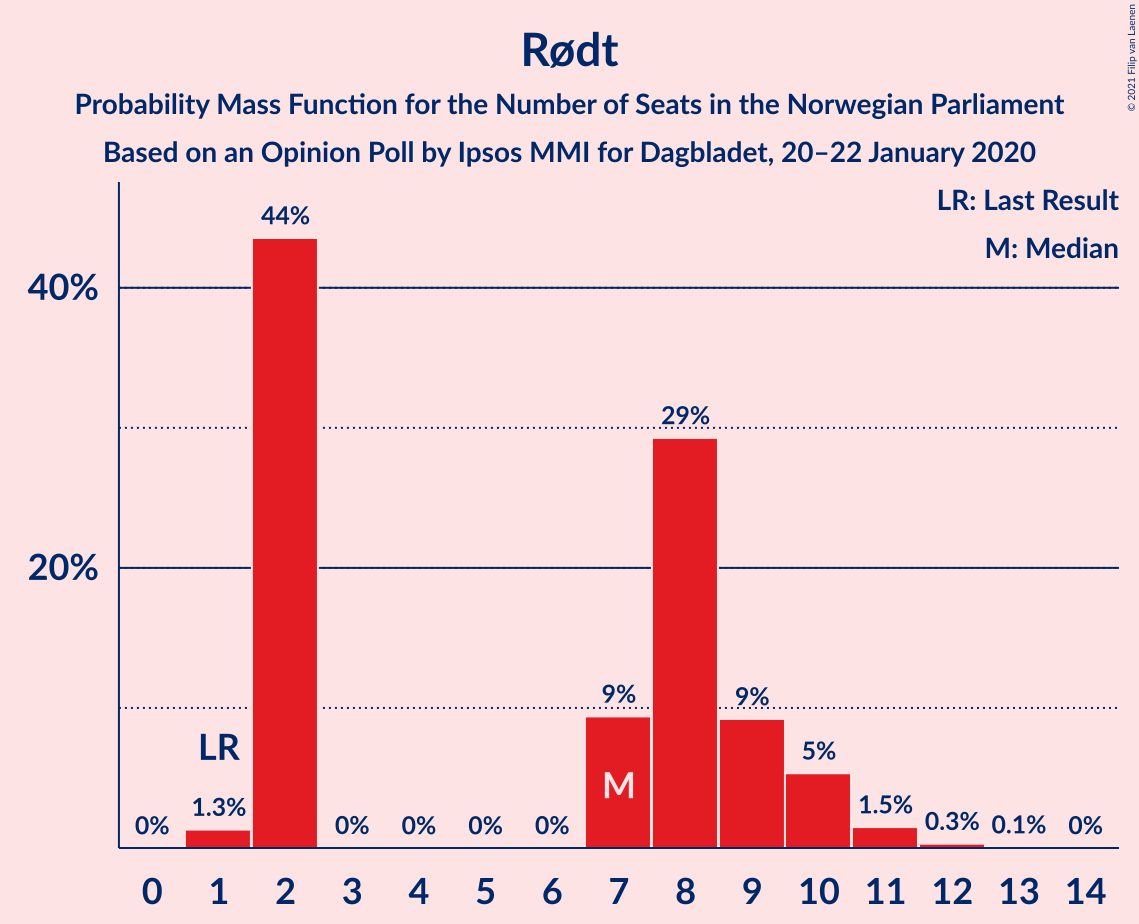 Rødt
Probability Mass Function for the Number of Seats in the Norwegian Parliament
Based on an Opinion Poll by Ipsos MMI for Dagbladet, 20–22 January 2020
© 2021 Filip van Laenen
LR: Last Result
M: Median
44%
40%
29%
20%
9%
9%
LR
5%
M
1.3%
1.5%
0%
0%
0%
0%
0%
0.3%
0.1%
0%
0 1 2 3 4 5 6 7 8 9 10 11 12 13 14